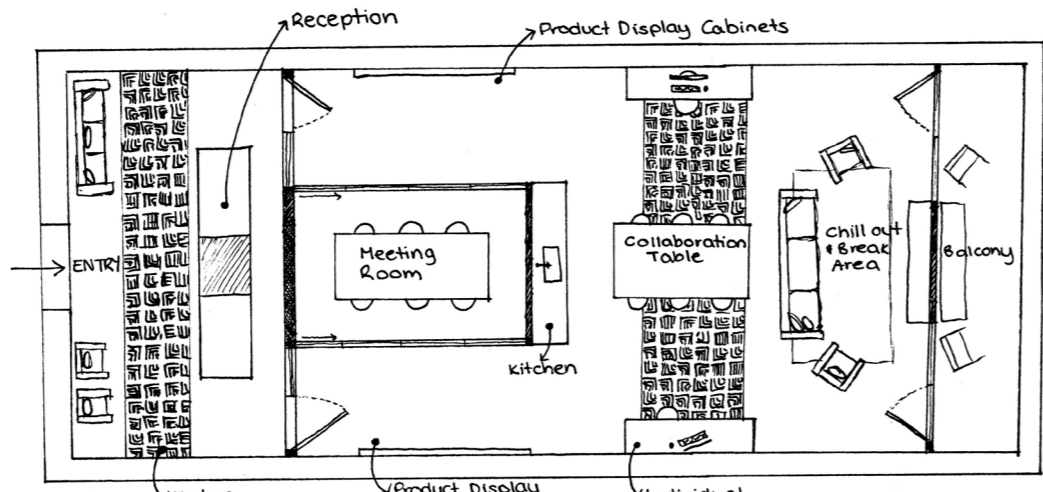 Reception
Product Display Cabinets
ENTRY
Meeting
Room
Collaboration
Table
Chill out
& Break
Area
Balcony
Kitchen
Product Display